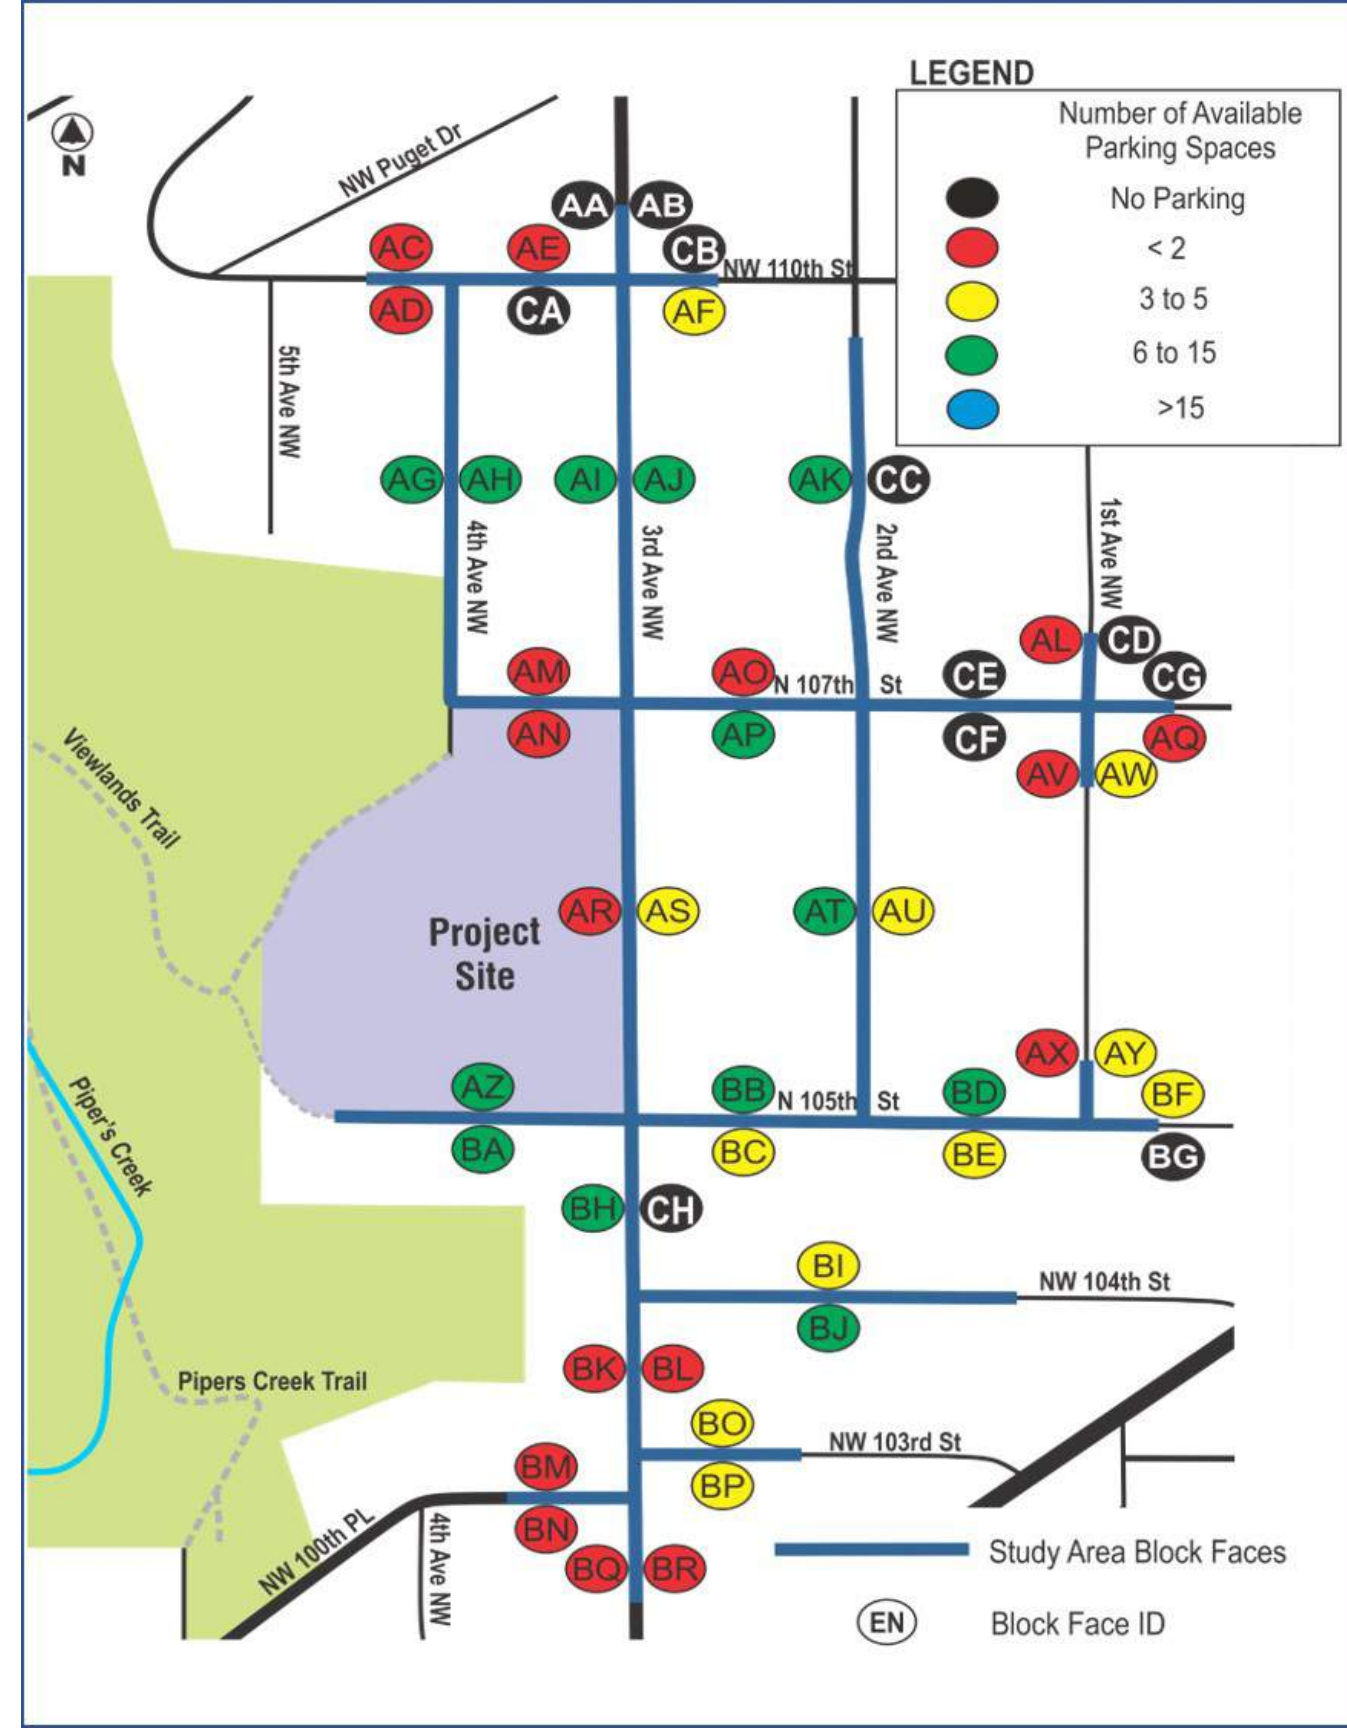 LEGEND
Number of Available
Parking Spaces
No Parking
< 2
3 to 5
6 to 15
>15
N
NW Puget Dr
AA
AB
AC
AE
CB
NW 110th St
AD
CA
AF
5th Ave NW
AG
AH
AI
AJ
AK
CC
4th Ave NW
3rd Ave NW
2nd Ave NW
1st Ave NW
AL
CD
AM
AO
N 107th St
CE
CG
AN
AP
CF
AQ
AV
AW
Viewlands Trail
Project
Site
AR
AS
AT
AU
AX
AY
AZ
BB
N 105th St
BD
BF
BA
BC
BE
BG
Piper's Creek
BH
CH
BI
NW 104th St
BJ
BK
BL
Pipers Creek Trail
BO
NW 103rd St
BM
BP
BN
NW 100th PL
4th Ave NW
BQ
BR
Study Area Block Faces
EN
Block Face ID